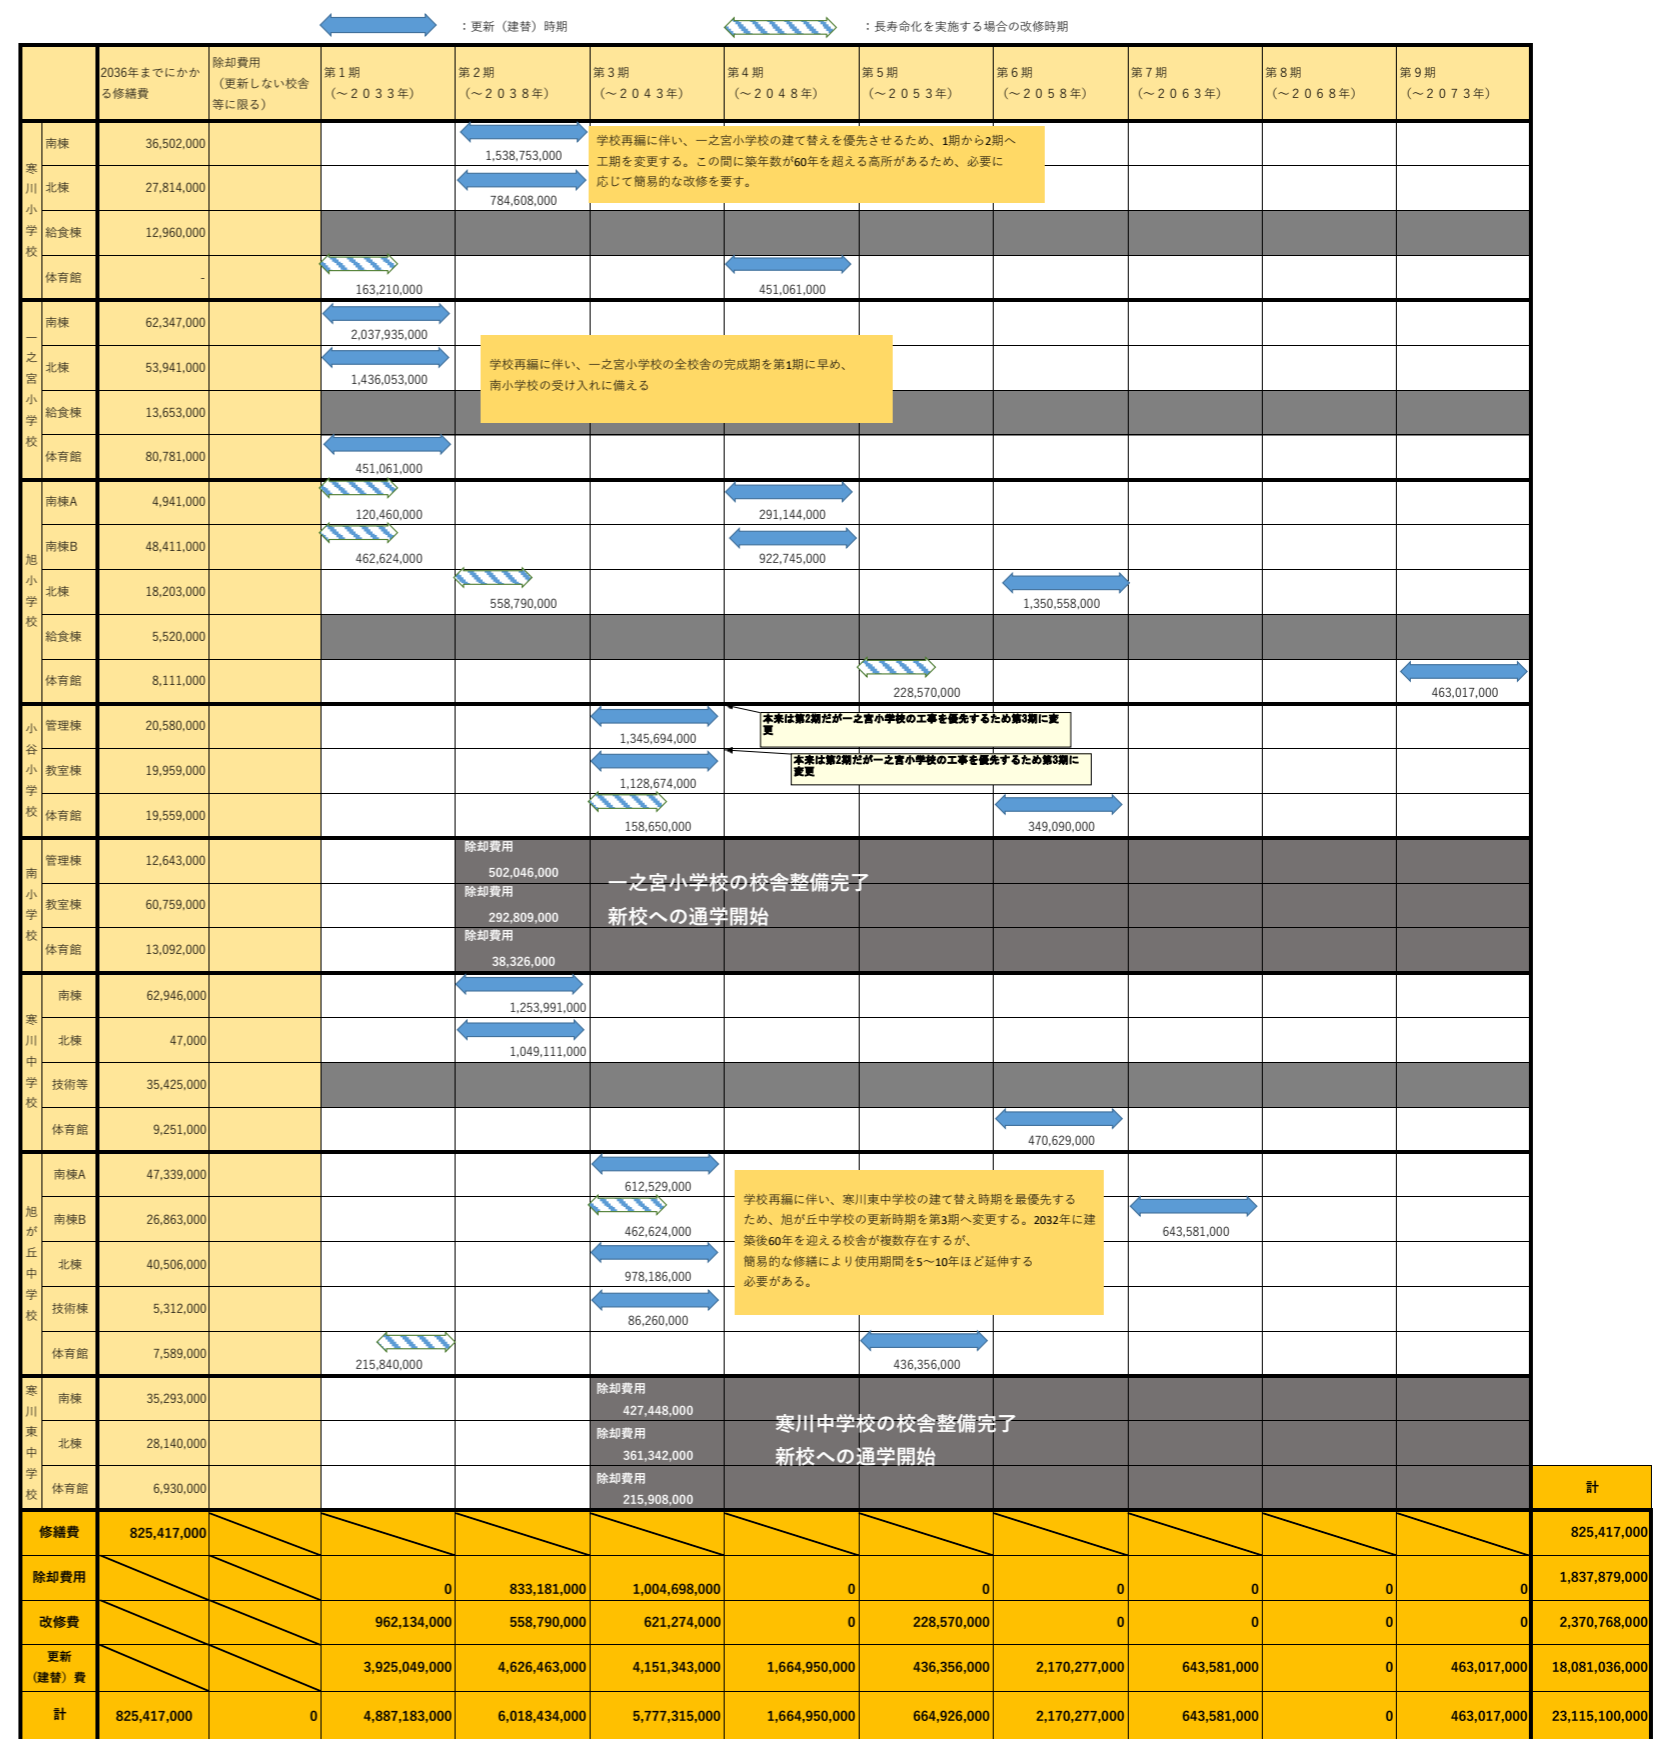 ：更新（建替）時期
：長寿命化を実施する場合の改修時期
2036年までにかかる修繕費 除却費用（更新しない校舎等に限る） 第１期（～２０３３年） 第２期（～２０３８年） 第３期（～２０４３年） 第４期（～２０４８年） 第５期（～２０５３年） 第６期（～２０５８年） 第７期（～２０６３年） 第８期（～２０６８年） 第９期（～２０７３年）
寒川小学校
南棟 36,502,000 1,538,753,000
北棟 27,814,000 784,608,000
給食棟 12,960,000
体育館 - 163,210,000 451,061,000
学校再編に伴い、一之宮小学校の建て替えを優先させるため、1期から2期へ
工期を変更する。この間に築年数が60年を超える高所があるため、必要に
応じて簡易的な改修を要す。
一之宮小学校
南棟 62,347,000 2,037,935,000
北棟 53,941,000 1,436,053,000
給食棟 13,653,000
体育館 80,781,000 451,061,000
学校再編に伴い、一之宮小学校の全校舎の完成期を第1期に早め、
南小学校の受け入れに備える
旭小学校
南棟A 4,941,000 120,460,000 291,144,000
南棟B 48,411,000 462,624,000 922,745,000
北棟 18,203,000 558,790,000 1,350,558,000
給食棟 5,520,000
体育館 8,111,000 228,570,000 463,017,000
小谷小学校
管理棟 20,580,000 1,345,694,000
本来は第2期だが一之宮小学校の工事を優先するため第3期に変
更
教室棟 19,959,000 1,128,674,000
本来は第2期だが一之宮小学校の工事を優先するため第3期に
変更
体育館 19,559,000 158,650,000 349,090,000
南小学校
管理棟 12,643,000 除却費用 502,046,000
教室棟 60,759,000 除却費用 292,809,000
体育館 13,092,000 除却費用 38,326,000
一之宮小学校の校舎整備完了
新校への通学開始
寒川中学校
南棟 62,946,000 1,253,991,000
北棟 47,000 1,049,111,000
技術等 35,425,000
体育館 9,251,000 470,629,000
旭が丘中学校
南棟A 47,339,000 612,529,000
南棟B 26,863,000 462,624,000 643,581,000
北棟 40,506,000 978,186,000
技術棟 5,312,000 86,260,000
体育館 7,589,000 215,840,000 436,356,000
学校再編に伴い、寒川東中学校の建て替え時期を最優先する
ため、旭が丘中学校の更新時期を第3期へ変更する。2032年に建
築後60年を迎える校舎が複数存在するが、
簡易的な修繕により使用期間を5～10年ほど延伸する
必要がある。
寒川東中学校
南棟 35,293,000 除却費用 427,448,000
北棟 28,140,000 除却費用 361,342,000
体育館 6,930,000 除却費用 215,908,000
寒川中学校の校舎整備完了
新校への通学開始
計
修繕費 825,417,000 825,417,000
除却費用 0 833,181,000 1,004,698,000 0 0 0 0 0 0 1,837,879,000
改修費 962,134,000 558,790,000 621,274,000 0 228,570,000 0 0 0 0 2,370,768,000
更新（建替）費 3,925,049,000 4,626,463,000 4,151,343,000 1,664,950,000 436,356,000 2,170,277,000 643,581,000 0 463,017,000 18,081,036,000
計 825,417,000 0 4,887,183,000 6,018,434,000 5,777,315,000 1,664,950,000 664,926,000 2,170,277,000 643,581,000 0 463,017,000 23,115,100,000